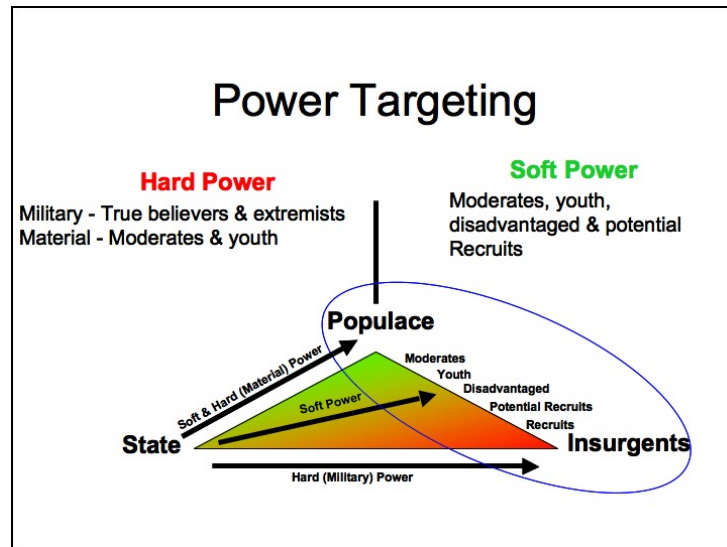 Power Targeting
Hard Power
Military - True believers & extremists
Material - Moderates & youth
Soft Power
Moderates, youth,
disadvantaged & potential
Recruits
Populace
Soft & Hard (Material) Power
Soft Power
Moderates
Youth
Disadvantaged
Potential Recruits
Recruits
State
Insurgents
Hard (Military) Power